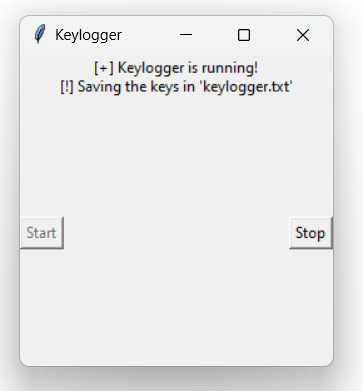 Keylogger
[+] Keylogger is running!
[!] Saving the keys in 'keylogger.txt'
Start
Stop